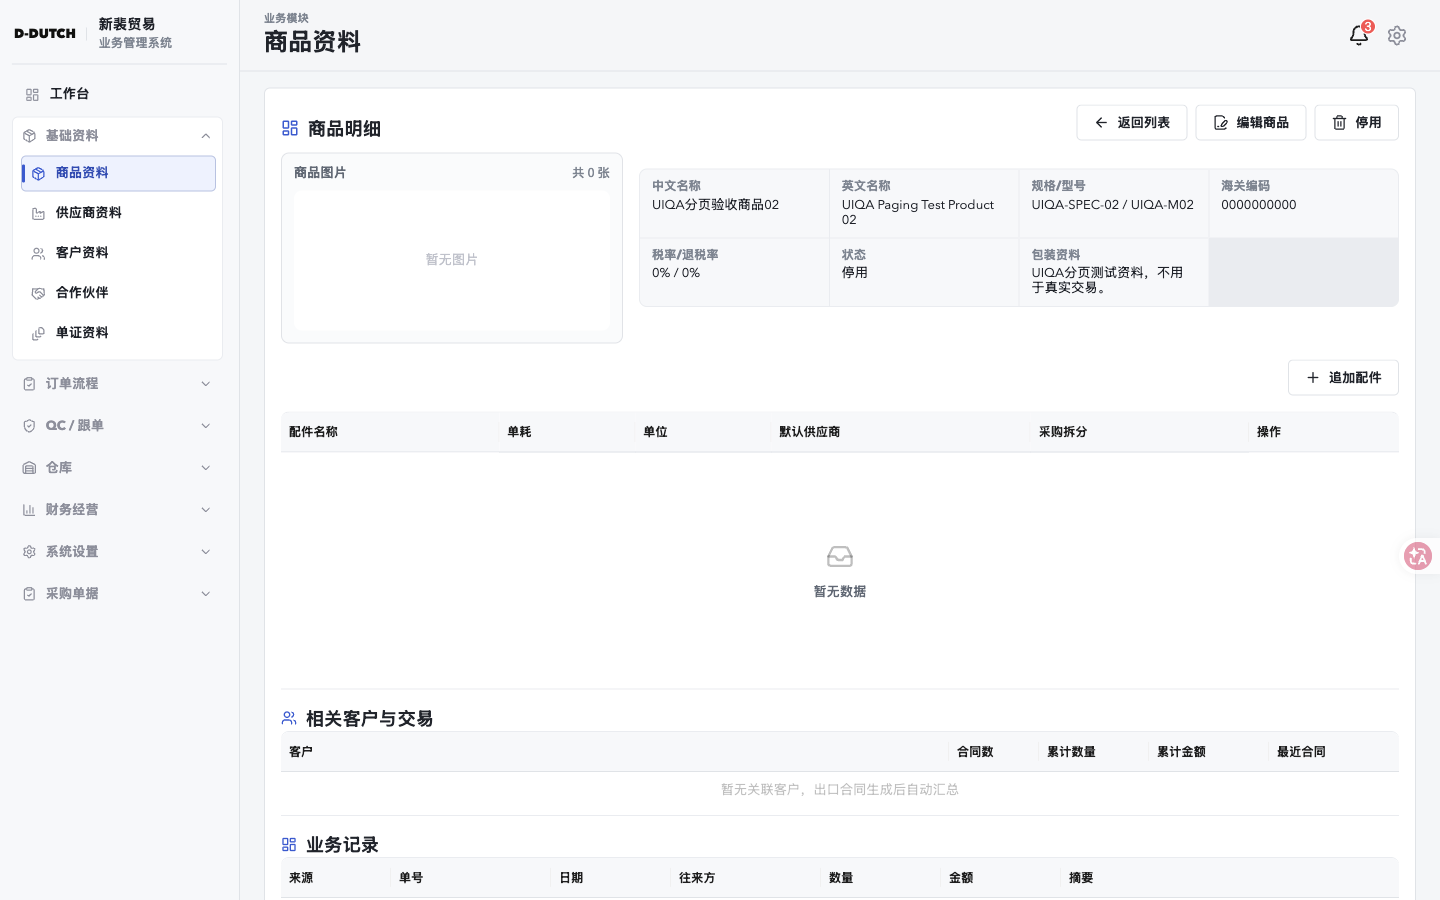 D-DUTCH
新裴贸易
业务管理系统
工作台
基础资料
商品资料
供应商资料
客户资料
合作伙伴
单证资料
订单流程
QC / 跟单
仓库
财务经营
系统设置
采购单据
业务模块
商品资料
3
商品明细
返回列表
编辑商品
停用
商品图片
共 0 张
暂无图片
中文名称
UIQA分页验收商品02
英文名称
UIQA Paging Test Product
02
规格/型号
UIQA-SPEC-02 / UIQA-M02
海关编码
0000000000
税率/退税率
0% / 0%
状态
停用
包装资料
UIQA分页测试资料，不用
于真实交易。
追加配件
配件名称 单耗 单位 默认供应商 采购拆分 操作
暂无数据
相关客户与交易
客户 合同数 累计数量 累计金额 最近合同
暂无关联客户，出口合同生成后自动汇总
业务记录
来源 单号 日期 往来方 数量 金额 摘要